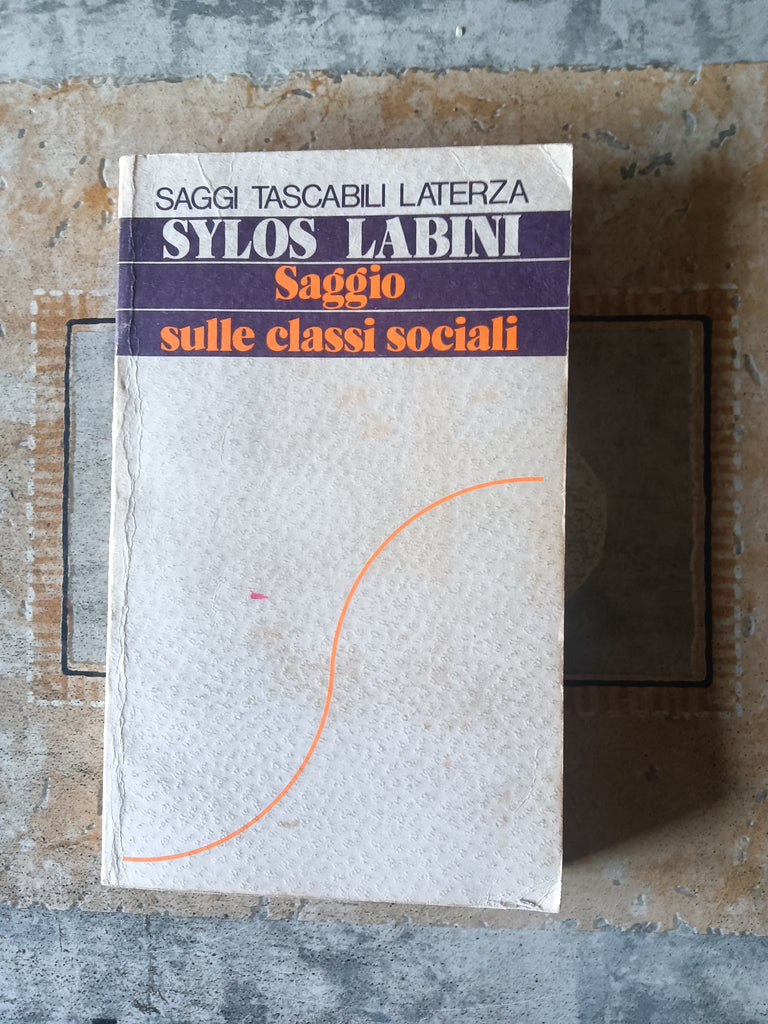 SAGGI TASCABILI LATERZA
SYLOS LABINI
Saggio
sulle classi sociali